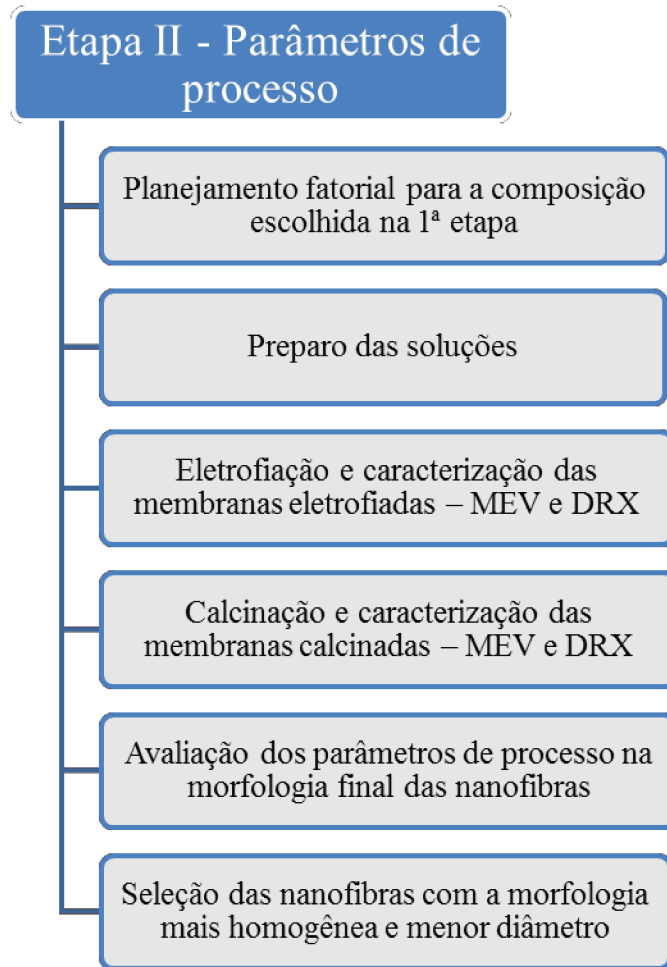 Etapa II - Parâmetros de
processo
Planejamento fatorial para a composição
escolhida na 1ª etapa
Preparo das soluções
Eletrofiação e caracterização das
membranas eletrofiadas – MEV e DRX
Calcinação e caracterização das
membranas calcinadas – MEV e DRX
Avaliação dos parâmetros de processo na
morfologia final das nanofibras
Seleção das nanofibras com a morfologia
mais homogênea e menor diâmetro